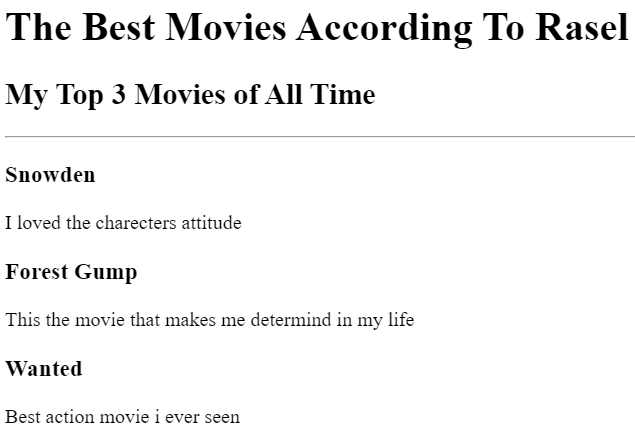 The Best Movies According To Rasel
My Top 3 Movies of All Time
Snowden
I loved the charecters attitude
Forest Gump
This the movie that makes me determind in my life
Wanted
Best action movie i ever seen